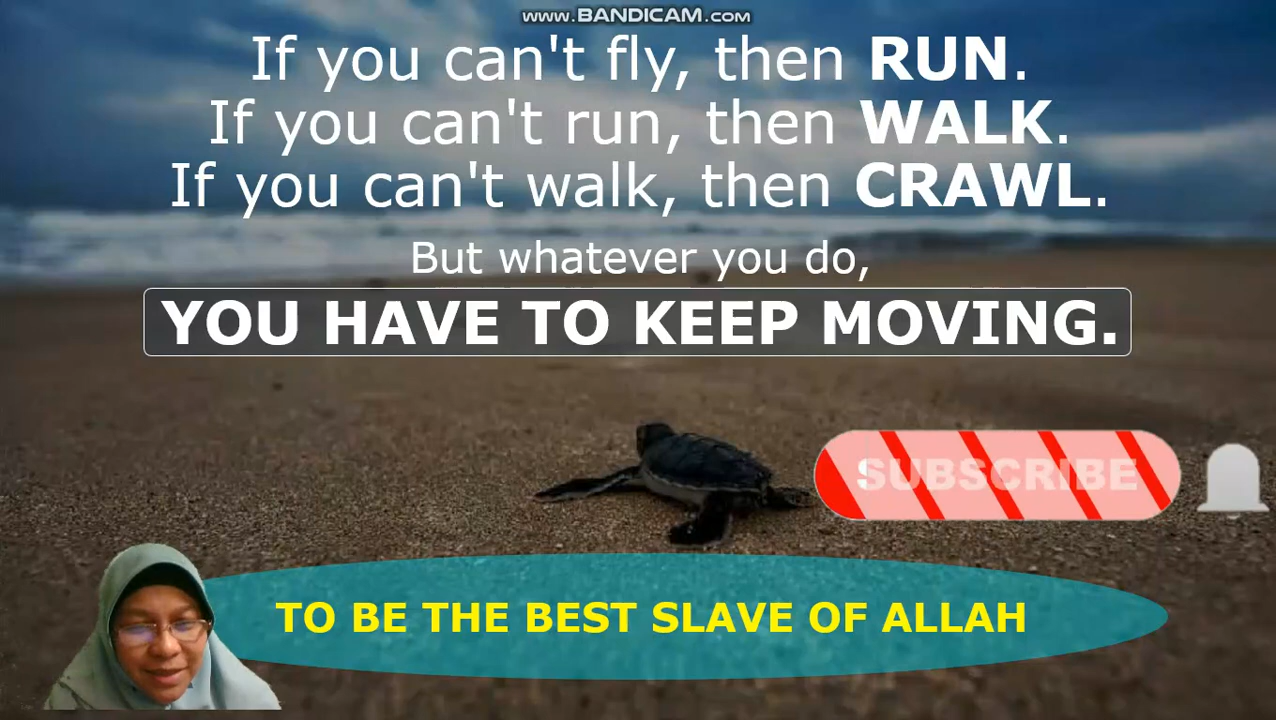 www.BANDICAM.com
If you can't fly, then RUN.
If you can't run, then WALK.
If you can't walk, then CRAWL.
But whatever you do,
YOU HAVE TO KEEP MOVING.
SUBSCRIBE
TO BE THE BEST SLAVE OF ALLAH